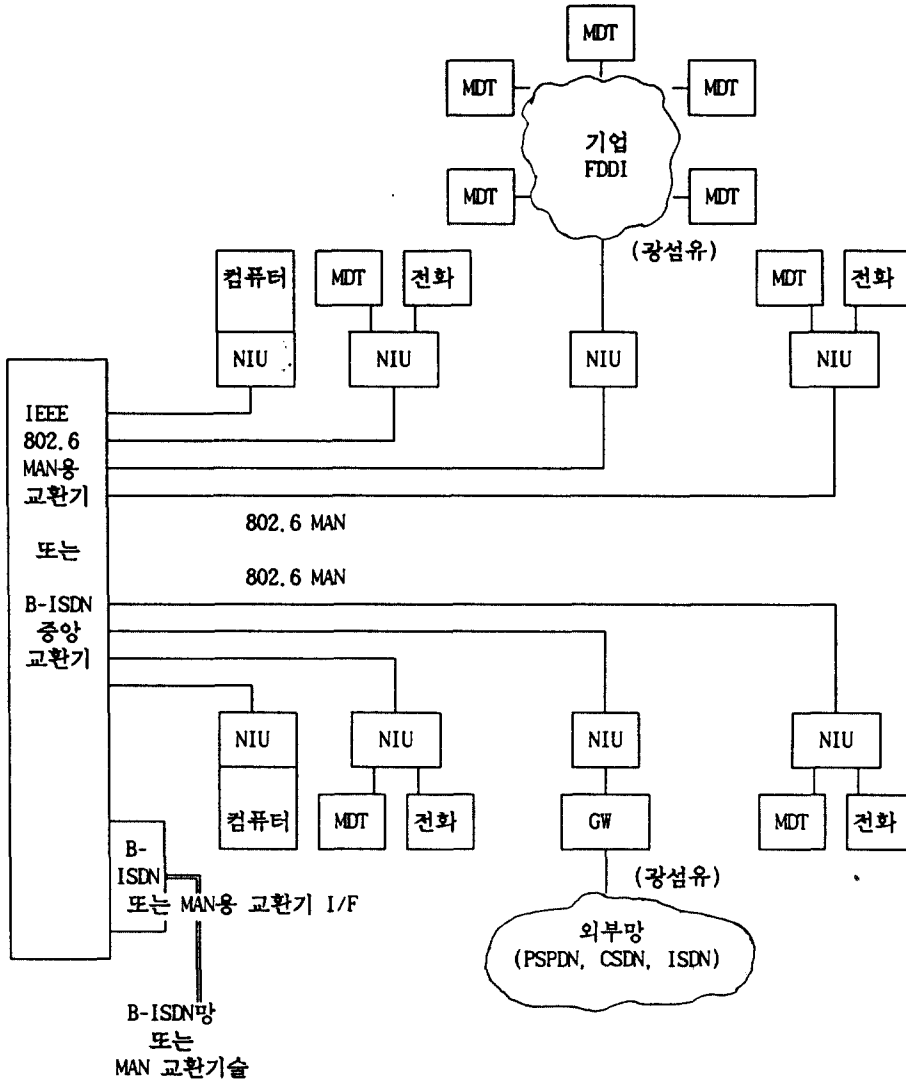 MDT
MDT
MDT
기업
FDDI
MDT
MDT
(광섬유)
컴퓨터
MDT
전화
MDT
전화
NIU
NIU
NIU
NIU
IEEE
802.6
MAN용
교환기
또는
B-ISDN
중앙
교환기
802.6 MAN
802.6 MAN
NIU
NIU
NIU
NIU
컴퓨터
MDT
전화
GW
MDT
전화
B-
ISDN
또는 MAN용 교환기 I/F
(광섬유)
외부망
(PSPDN, CSDN, ISDN)
B-ISDN망
또는
MAN 교환기술